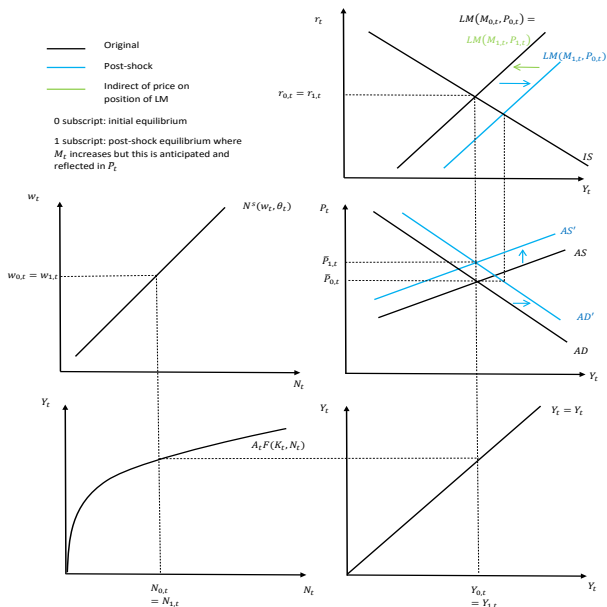 Original
Post-shock
Indirect of price on
position of LM
0 subscript: initial equilibrium
1 subscript: post-shock equilibrium where
M_t increases but this is anticipated and
reflected in P_t
r_t
LM(M_{0,t}, P_{0,t}) =
LM(M_{1,t}, P_{1,t})
LM(M_{1,t}, P_{0,t})
r_{0,t} = r_{1,t}
IS
Y_t
w_t
N^s(w_t, θ_t)
w_{0,t} = w_{1,t}
N_t
P_t
AS′
AS
P̄_{1,t}
P̄_{0,t}
AD′
AD
Y_t
Y_t
A_tF(K_t, N_t)
N_{0,t}
= N_{1,t}
N_t
Y_t
Y_t = Y_t
Y_{0,t}
= Y_{1,t}
Y_t